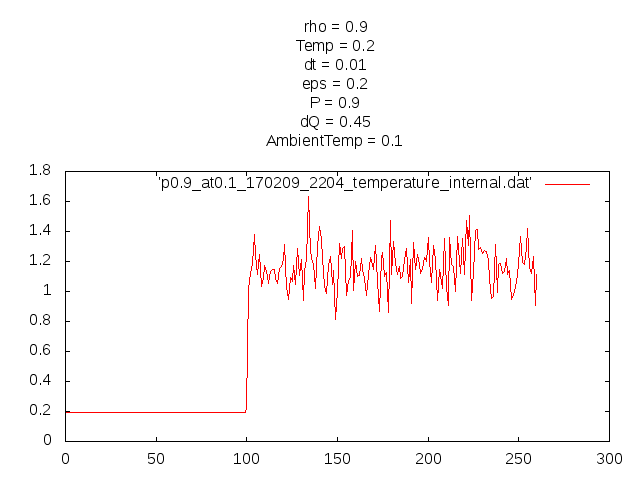 rho = 0.9
Temp = 0.2
dt = 0.01
eps = 0.2
P = 0.9
dQ = 0.45
AmbientTemp = 0.1
1.8
'p0.9_at0.1_170209_2204_temperature_internal.dat'
1.6
1.4
1.2
1
0.8
0.6
0.4
0.2
0
0 50 100 150 200 250 300